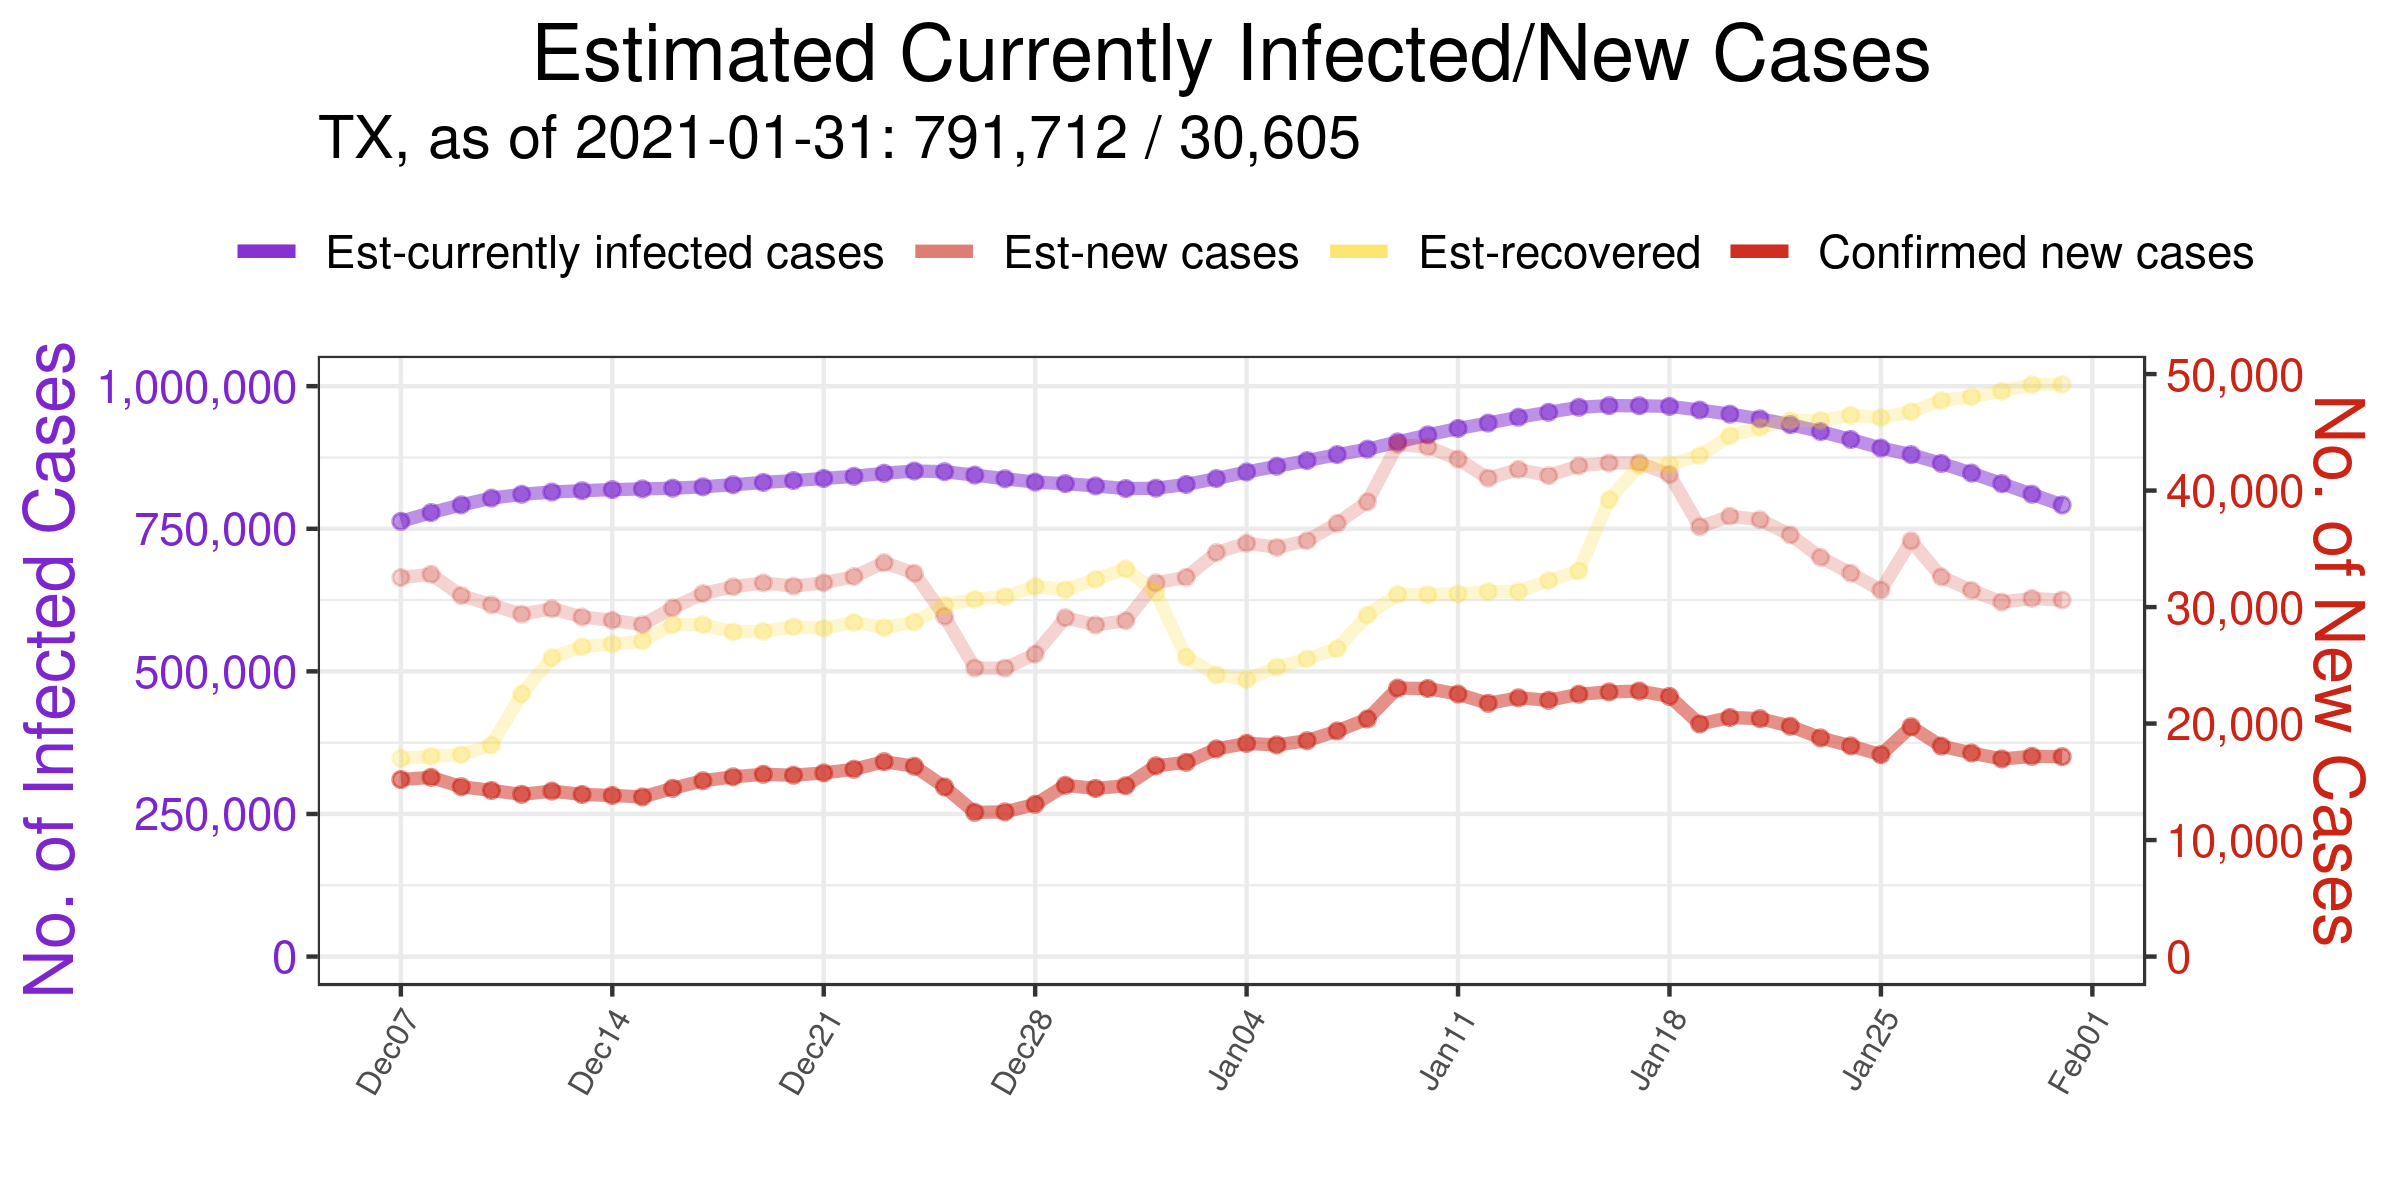 Estimated Currently Infected/New Cases
TX, as of 2021-01-31: 791,712 / 30,605
Est-currently infected cases Est-new cases Est-recovered Confirmed new cases
No. of Infected Cases
1,000,000
750,000
500,000
250,000
0
50,000
40,000
30,000
20,000
10,000
0
No. of New Cases
Dec07 Dec14 Dec21 Dec28 Jan04 Jan11 Jan18 Jan25 Feb01